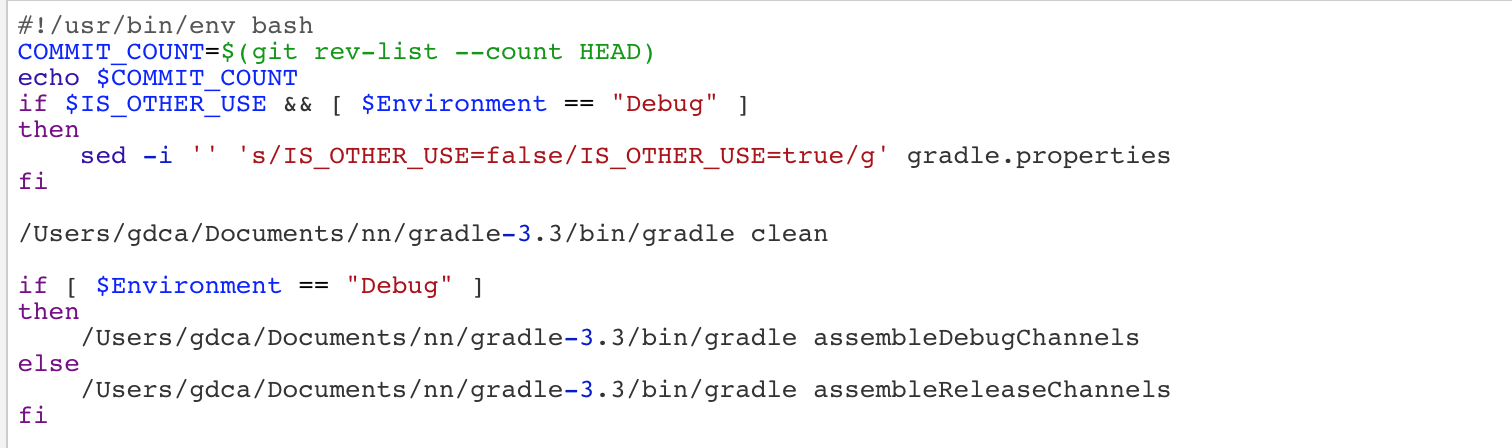 #!/usr/bin/env bash
COMMIT_COUNT=$(git rev-list --count HEAD)
echo $COMMIT_COUNT
if $IS_OTHER_USE && [ $Environment == "Debug" ]
then
    sed -i '' 's/IS_OTHER_USE=false/IS_OTHER_USE=true/g' gradle.properties
fi
/Users/gdca/Documents/nn/gradle-3.3/bin/gradle clean
if [ $Environment == "Debug" ]
then
    /Users/gdca/Documents/nn/gradle-3.3/bin/gradle assembleDebugChannels
else
    /Users/gdca/Documents/nn/gradle-3.3/bin/gradle assembleReleaseChannels
fi